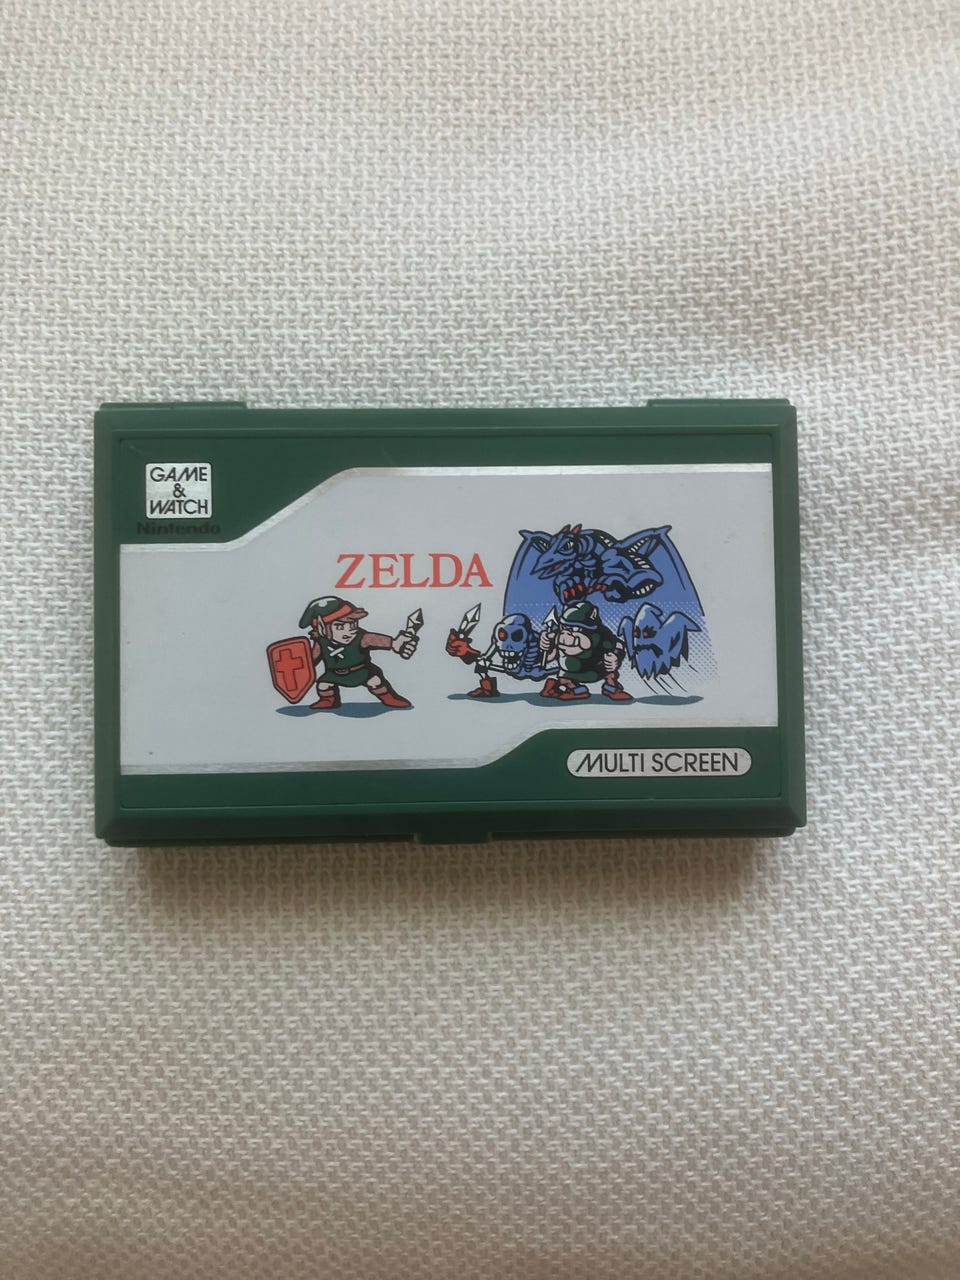 GAME
&
WATCH
Nintendo
ZELDA
MULTI SCREEN